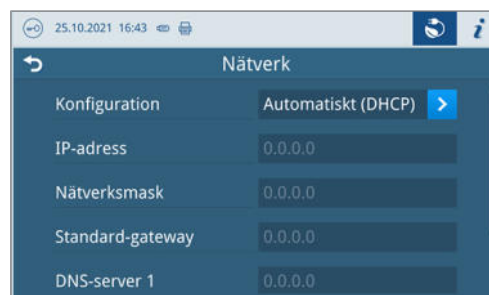 25.10.2021 16:43
i
Nätverk
Konfiguration Automatiskt (DHCP)
IP-adress 0.0.0.0
Nätverksmask 0.0.0.0
Standard-gateway 0.0.0.0
DNS-server 1 0.0.0.0